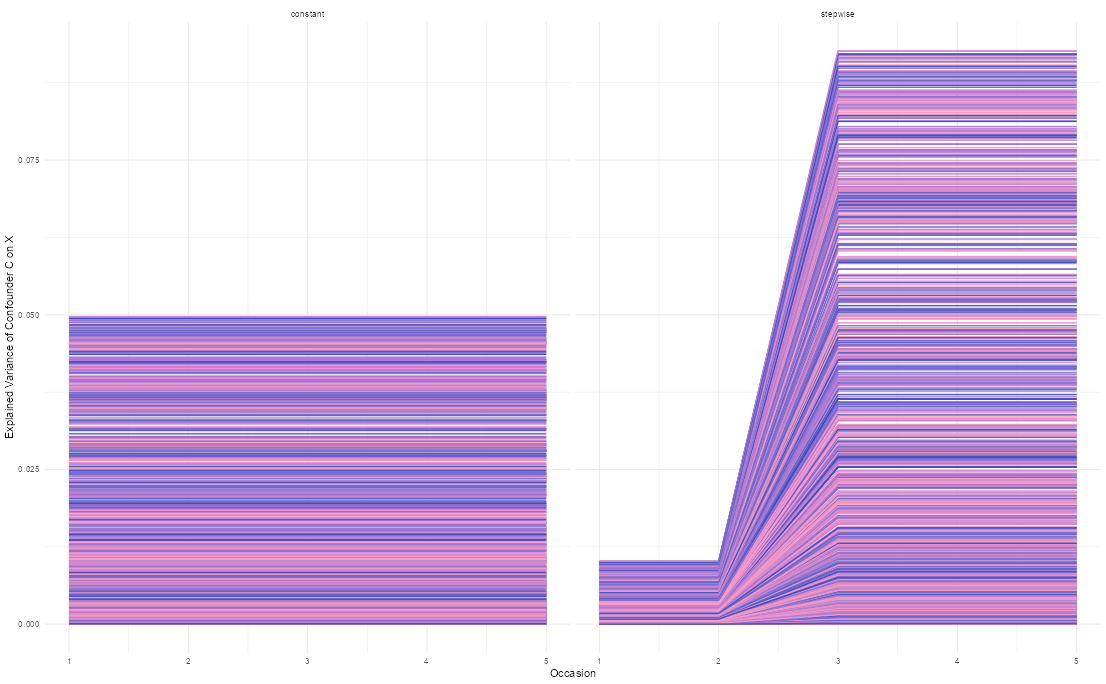 constant
stepwise
Explained Variance of Confounder C on X
0.075
0.050
0.025
0.000
1 2 3 4 5
1 2 3 4 5
Occasion